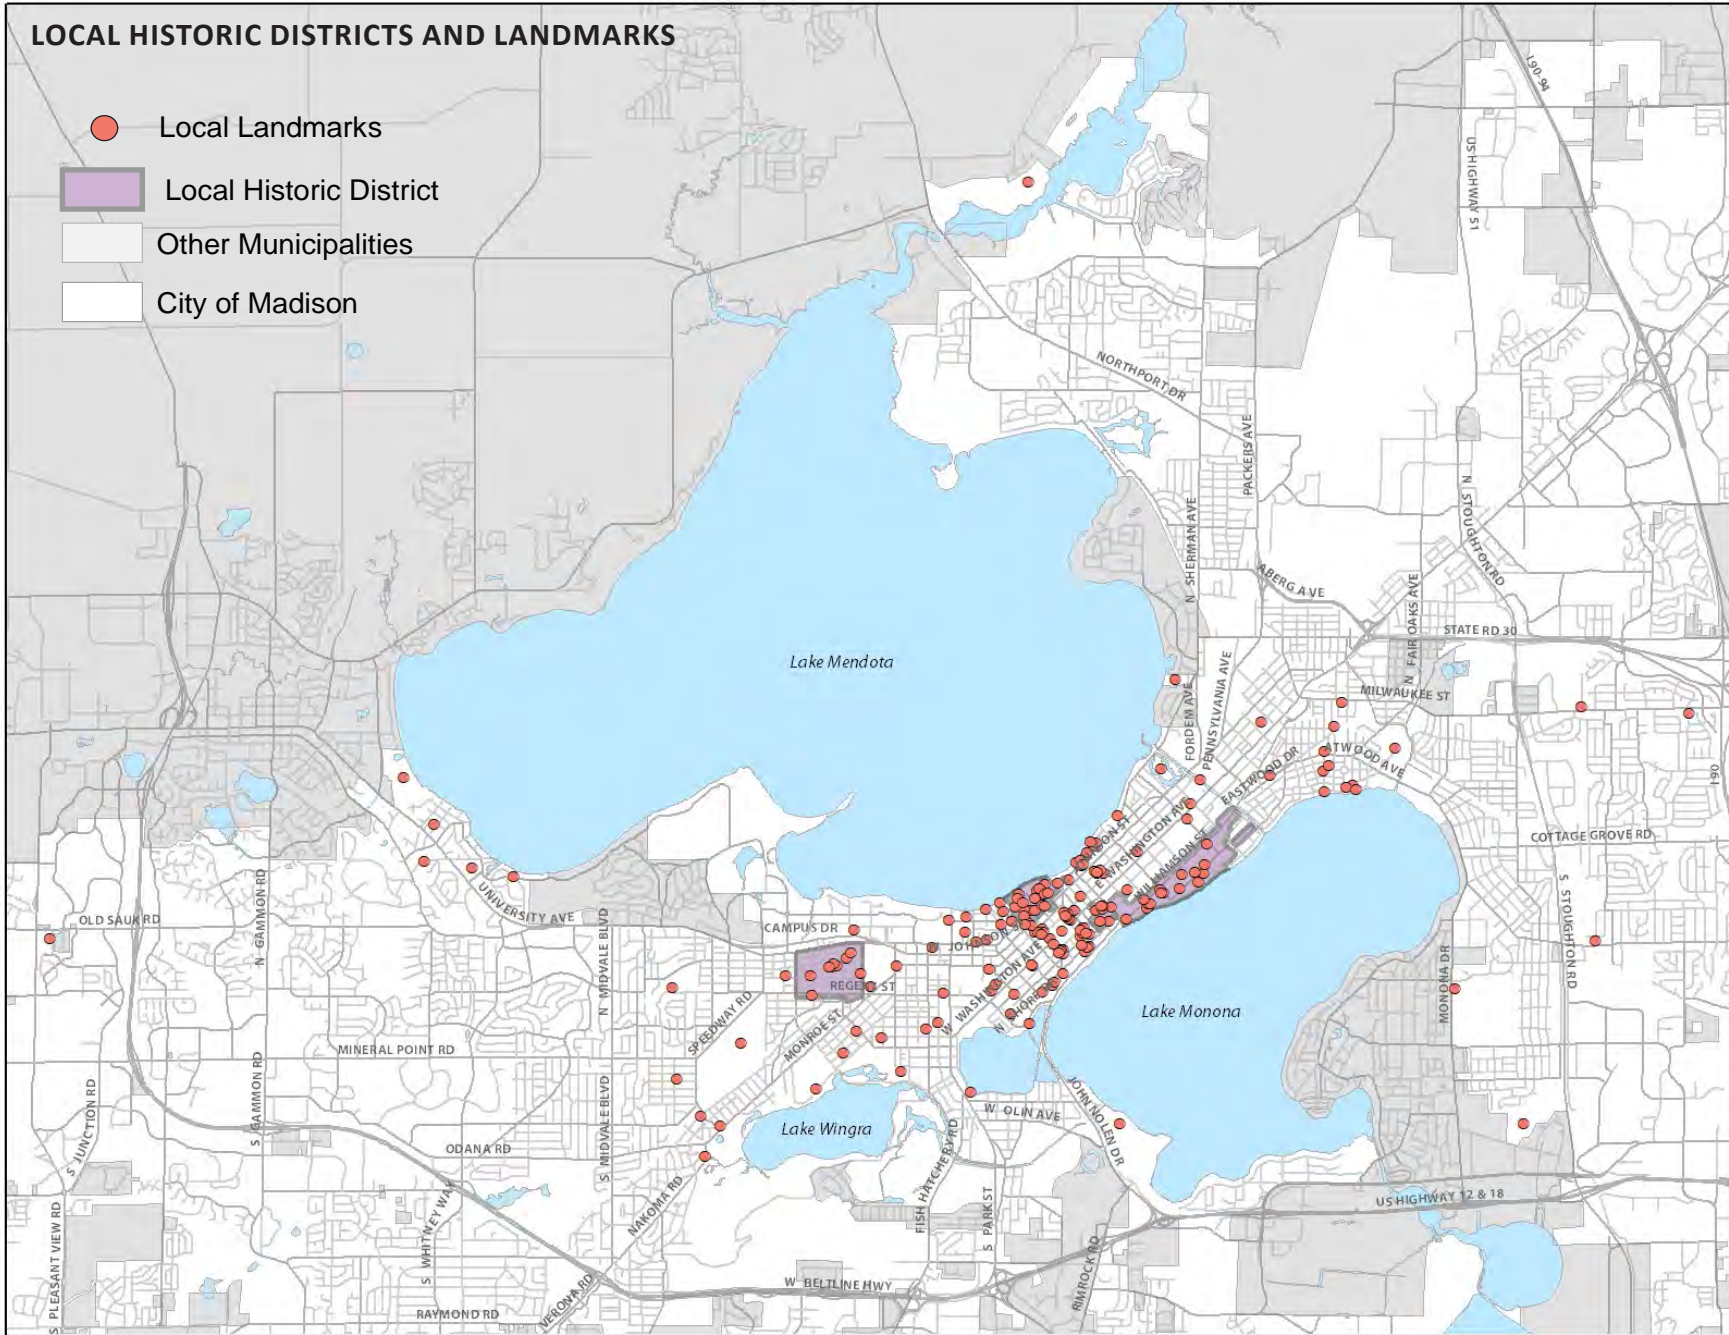 LOCAL HISTORIC DISTRICTS AND LANDMARKS
Local Landmarks
Local Historic District
Other Municipalities
City of Madison
I90-94
US HIGHWAY 51
NORTHPORT DR
PACKERS AVE
N SHERMAN AVE
N STOUGHTON RD
ABERG AVE
N FAIR OAKS AVE
STATE RD 30
Lake Mendota
MILWAUKEE ST
FORDEM AVE
PENNSYLVANIA AVE
EASTWOOD DR
ATWOOD AVE
I90
COTTAGE GROVE RD
E WASHINGTON AVE
WILLIAMSON ST
UNIVERSITY AVE
OLD SAUK RD
N GAMMON RD
N MIDVALE BLVD
CAMPUS DR
S STOUGHTON RD
MONONA DR
REGENT ST
W WASHINGTON AVE
Lake Monona
SPEEDWAY RD
MONROE ST
MINERAL POINT RD
S JUNCTION RD
S GAMMON RD
S MIDVALE BLVD
W OLIN AVE
JOHN NOLEN DR
Lake Wingra
ODANA RD
FISH HATCHERY RD
S PLEASANT VIEW RD
S WHITNEY WAY
NAKOMA RD
S PARK ST
US HIGHWAY 12 & 18
RIMROCK RD
W BELTLINE HWY
VERONA RD
RAYMOND RD